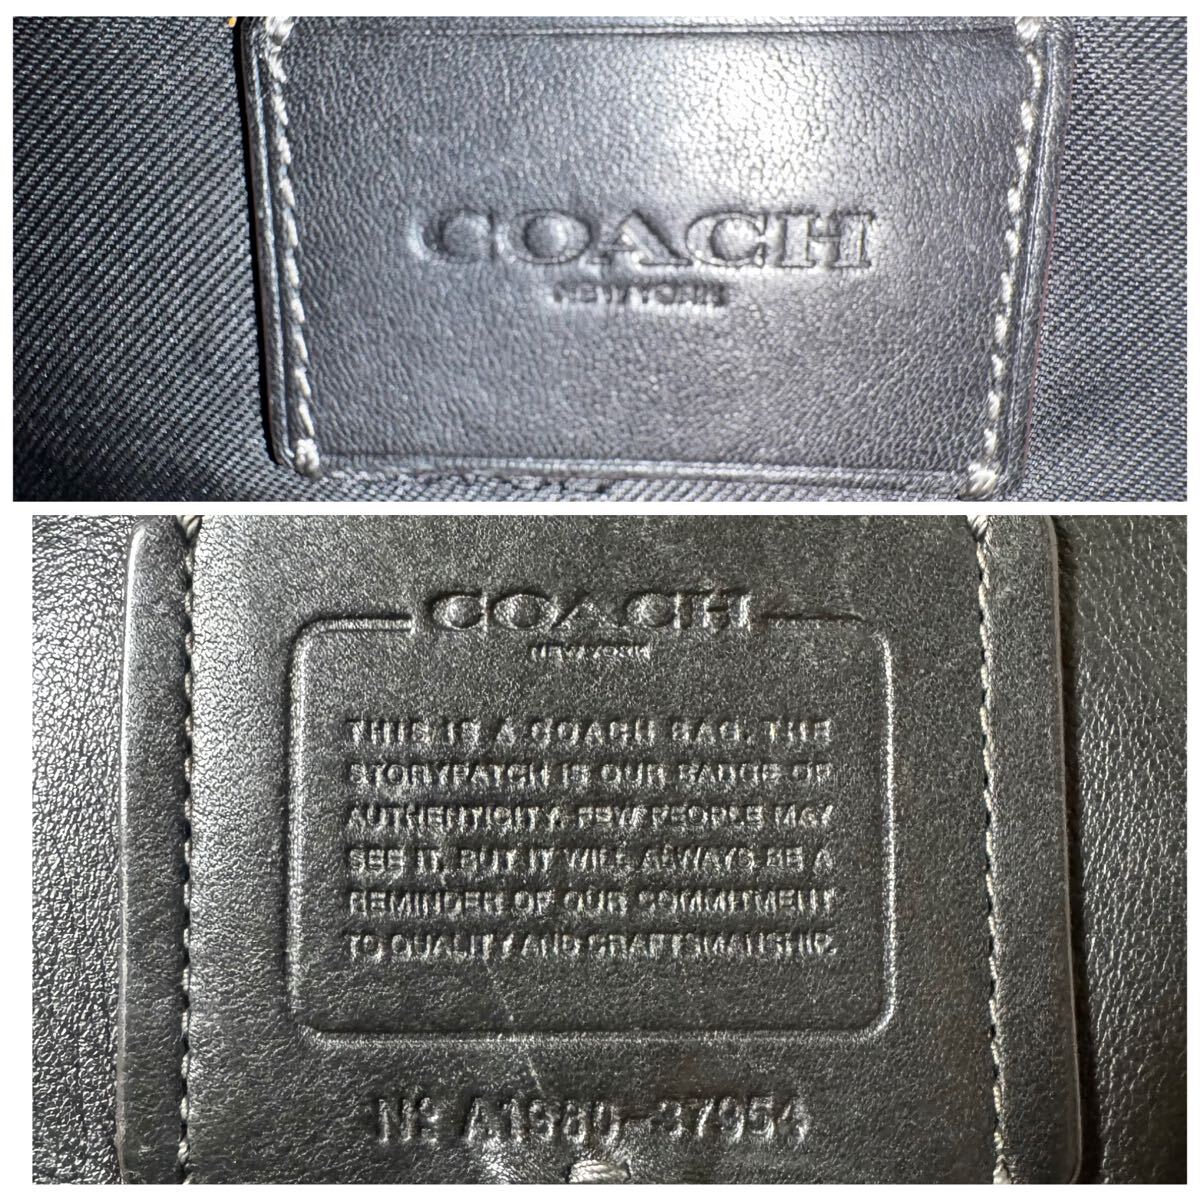 COACH
NEW YORK
COACH
NEW YORK
THIS IS A COACH BAG. THE
STORYPATCH IS OUR BADGE OF
AUTHENTICITY. FEW PEOPLE MAY
SEE IT, BUT IT WILL ALWAYS BE A
REMINDER OF OUR COMMITMENT
TO QUALITY AND CRAFTSMANSHIP.
Nº A1980-37954